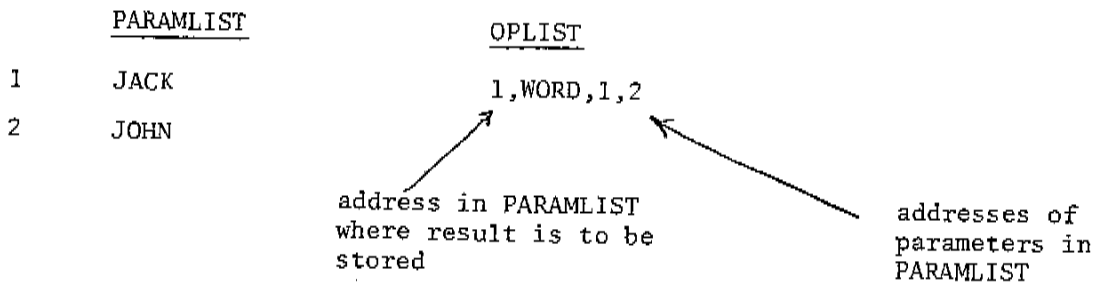 PARAMLIST
OPLIST
1 JACK
1,WORD,1,2
2 JOHN
address in PARAMLIST
where result is to be
stored
addresses of
parameters in
PARAMLIST